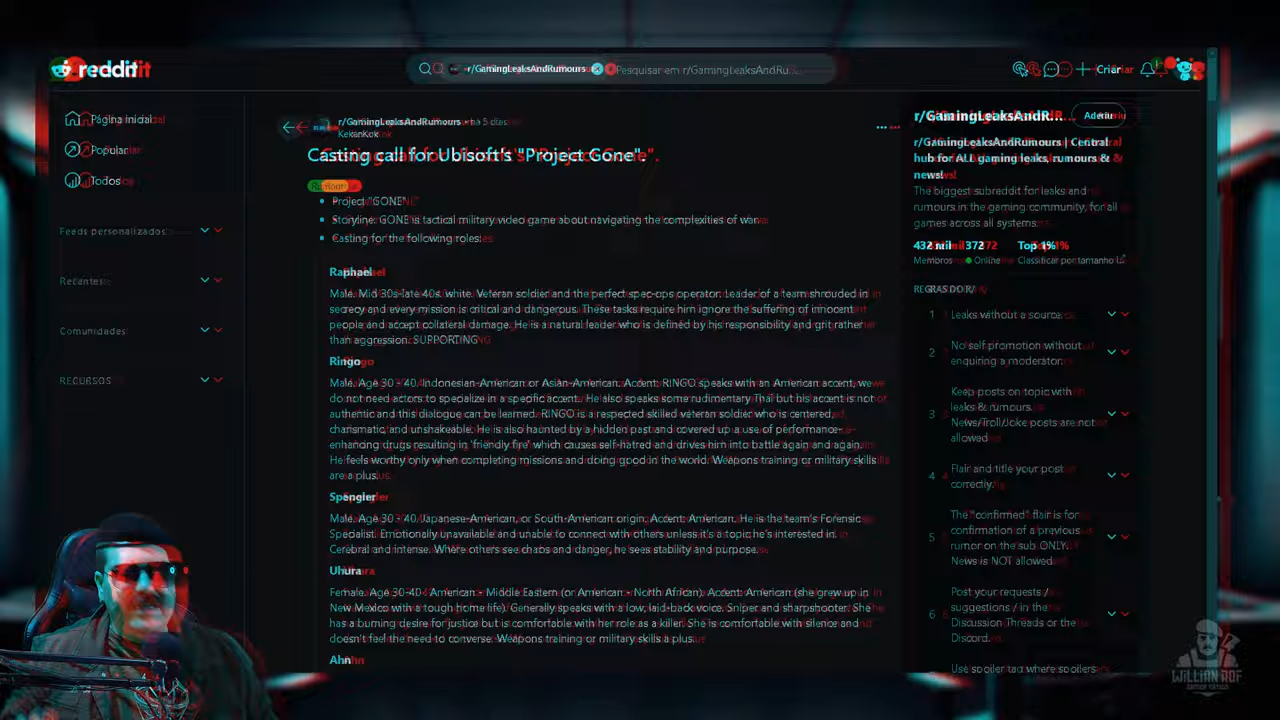 reddit
r/GamingLeaksAndRumours
Pesquisar em r/GamingLeaksAndRu...
Criar
Página inicial
Popular
Todos
Feeds personalizados
Recentes
Comunidades
RECURSOS
r/GamingLeaksAndRumours • há 5 dias
KekanKok
Casting call for Ubisoft's "Project Gone".
Rumour
Project "GONE"
Storyline: GONE is tactical military video game about navigating the complexities of war.
Casting for the following roles:
Raphael
Male. Mid 30s-late 40s. white. Veteran soldier and the perfect spec-ops operator. Leader of a team shrouded in
secrecy and every mission is critical and dangerous. These tasks require him ignore the suffering of innocent
people and accept collateral damage. He is a natural leader who is defined by his responsibility and grit rather
than aggression. SUPPORTING
Ringo
Male. Age 30 - 40. Indonesian-American or Asian-American. Accent: RINGO speaks with an American accent, we
do not need actors to specialize in a specific accent. He also speaks some rudimentary Thai but his accent is not
authentic and this dialogue can be learned. RINGO is a respected skilled veteran soldier who is centered,
charismatic, and unshakeable. He is also haunted by a hidden past and covered up a use of performance-
enhancing drugs resulting in 'friendly fire' which causes self-hatred and drives him into battle again and again.
He feels worthy only when completing missions and doing good in the world. Weapons training or military skills
are a plus.
Spengler
Male. Age 30 - 40. Japanese-American, or South-American origin. Accent American. He is the team's Forensic
Specialist. Emotionally unavailable and unable to connect with others unless it's a topic he's interested in.
Cerebral and intense. Where others see chaos and danger, he sees stability and purpose.
Uhura
Female. Age 30-40 American - Middle Eastern (or American - North African). Accent American (she grew up in
New Mexico with a tough home life). Generally speaks with a low, laid-back voice. Sniper and sharpshooter. She
has a burning desire for justice but is comfortable with her role as a killer. She is comfortable with silence and
doesn't feel the need to converse. Weapons training or military skills a plus.
Ahn
r/GamingLeaksAndR...
Aderiu
r/GamingLeaksAndRumours | Central
hub for ALL gaming leaks, rumours &
news!
The biggest subreddit for leaks and
rumours in the gaming community, for all
games across all systems.
432 mil 372 Top 1%
Membros Online Classificar por tamanho
REGRAS DO R/
1 Leaks without a source.
2 No self promotion without
enquiring a moderator.
3 Keep posts on topic with
leaks & rumours.
News/Troll/Joke posts are not
allowed
4 Flair and title your post
correctly.
5 The "confirmed" flair is for
confirmation of a previous
rumor on the sub ONLY.
News is NOT allowed.
6 Post your requests /
suggestions / in the
Discussion Threads or the
Discord.
Use spoiler tag where spoilers
WILLIAN ROF